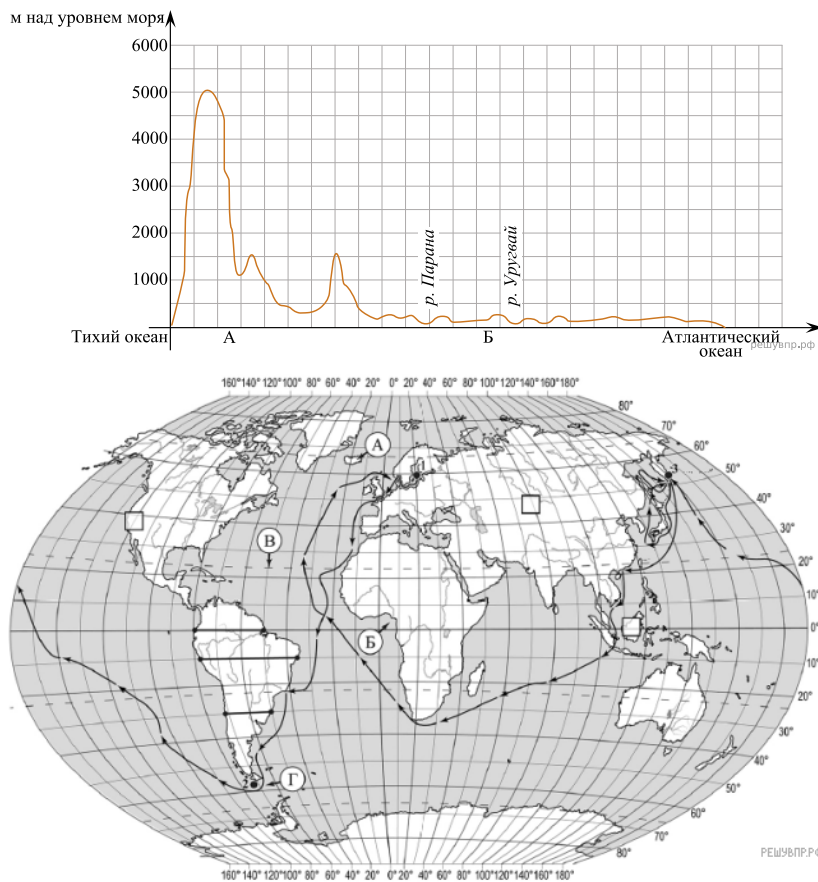 м над уровнем моря
6000
5000
4000
3000
2000
1000
р. Парана
р. Уругвай
Тихий океан
А
Б
Атлантический
океан
решувпр.рф
160° 140° 120° 100° 80° 60° 40° 20° 0° 20° 40° 60° 80° 100° 120° 140° 160° 180°
80°
70°
60°
50°
40°
30°
20°
10°
0°
10°
20°
30°
40°
50°
60°
70°
80°
А
1
3
В
Б
Г
160° 140° 120° 100° 80° 60° 40° 20° 0° 20° 40° 60° 80° 100° 120° 140° 160° 180°
РЕШУВПР.РФ